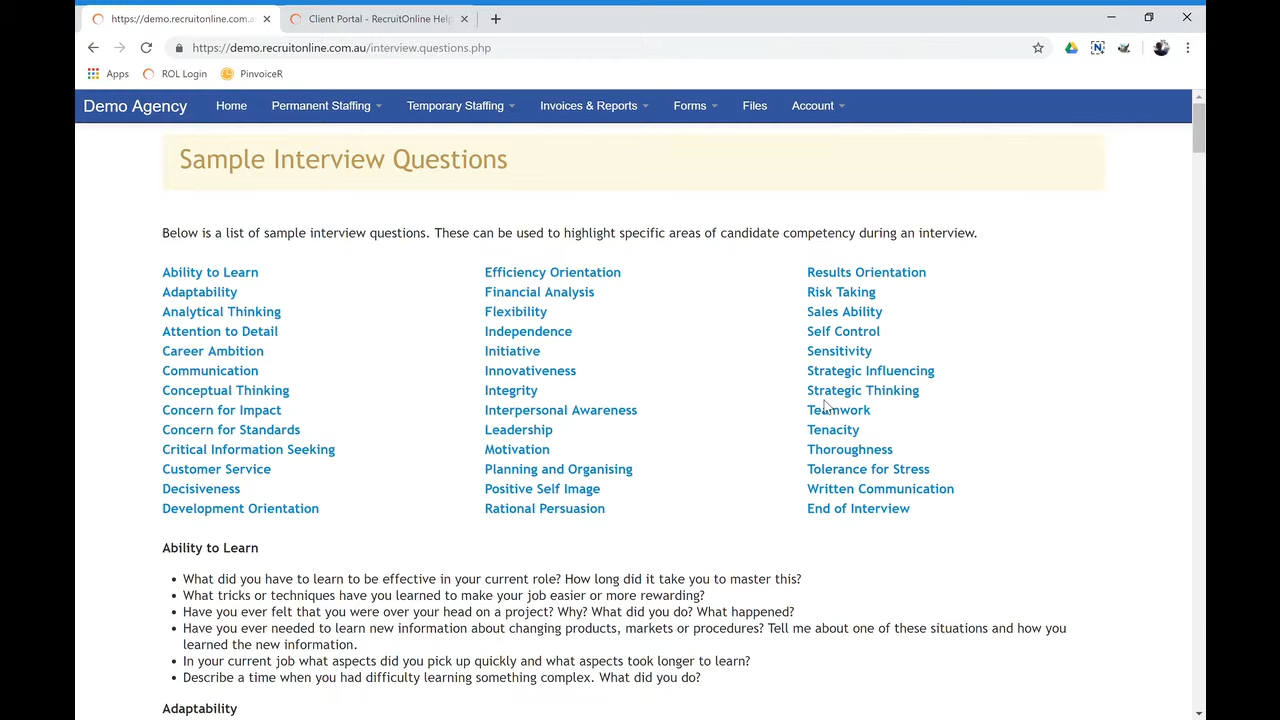 https://demo.recruitonline.com.a
Client Portal - RecruitOnline Help
https://demo.recruitonline.com.au/interview.questions.php
Apps ROL Login PinvoiceR
Demo Agency Home Permanent Staffing Temporary Staffing Invoices & Reports Forms Files Account
Sample Interview Questions
Below is a list of sample interview questions. These can be used to highlight specific areas of candidate competency during an interview.
Ability to Learn
Adaptability
Analytical Thinking
Attention to Detail
Career Ambition
Communication
Conceptual Thinking
Concern for Impact
Concern for Standards
Critical Information Seeking
Customer Service
Decisiveness
Development Orientation
Efficiency Orientation
Financial Analysis
Flexibility
Independence
Initiative
Innovativeness
Integrity
Interpersonal Awareness
Leadership
Motivation
Planning and Organising
Positive Self Image
Rational Persuasion
Results Orientation
Risk Taking
Sales Ability
Self Control
Sensitivity
Strategic Influencing
Strategic Thinking
Teamwork
Tenacity
Thoroughness
Tolerance for Stress
Written Communication
End of Interview
Ability to Learn
• What did you have to learn to be effective in your current role? How long did it take you to master this?
• What tricks or techniques have you learned to make your job easier or more rewarding?
• Have you ever felt that you were over your head on a project? Why? What did you do? What happened?
• Have you ever needed to learn new information about changing products, markets or procedures? Tell me about one of these situations and how you
learned the new information.
• In your current job what aspects did you pick up quickly and what aspects took longer to learn?
• Describe a time when you had difficulty learning something complex. What did you do?
Adaptability